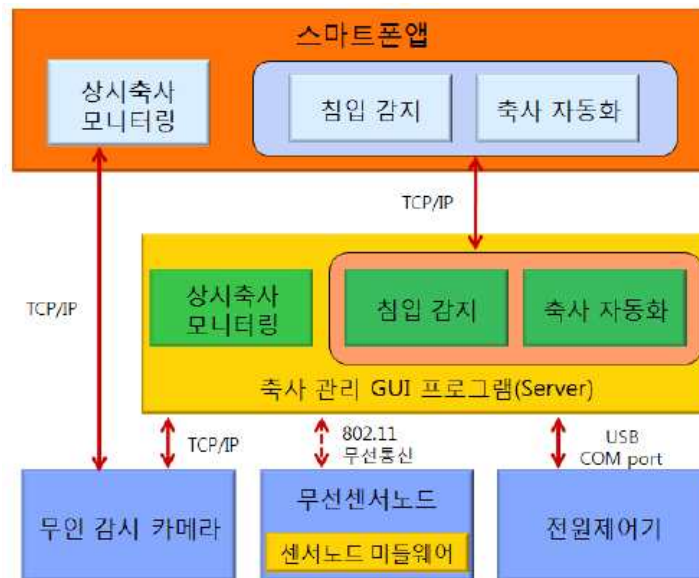 스마트폰앱
상시축사
모니터링
침입 감지
축사 자동화
TCP/IP
TCP/IP
상시축사
모니터링
침입 감지
축사 자동화
축사 관리 GUI 프로그램(Server)
TCP/IP
802.11
무선통신
USB
COM port
무인 감시 카메라
무선센서노드
센서노드 미들웨어
전원제어기